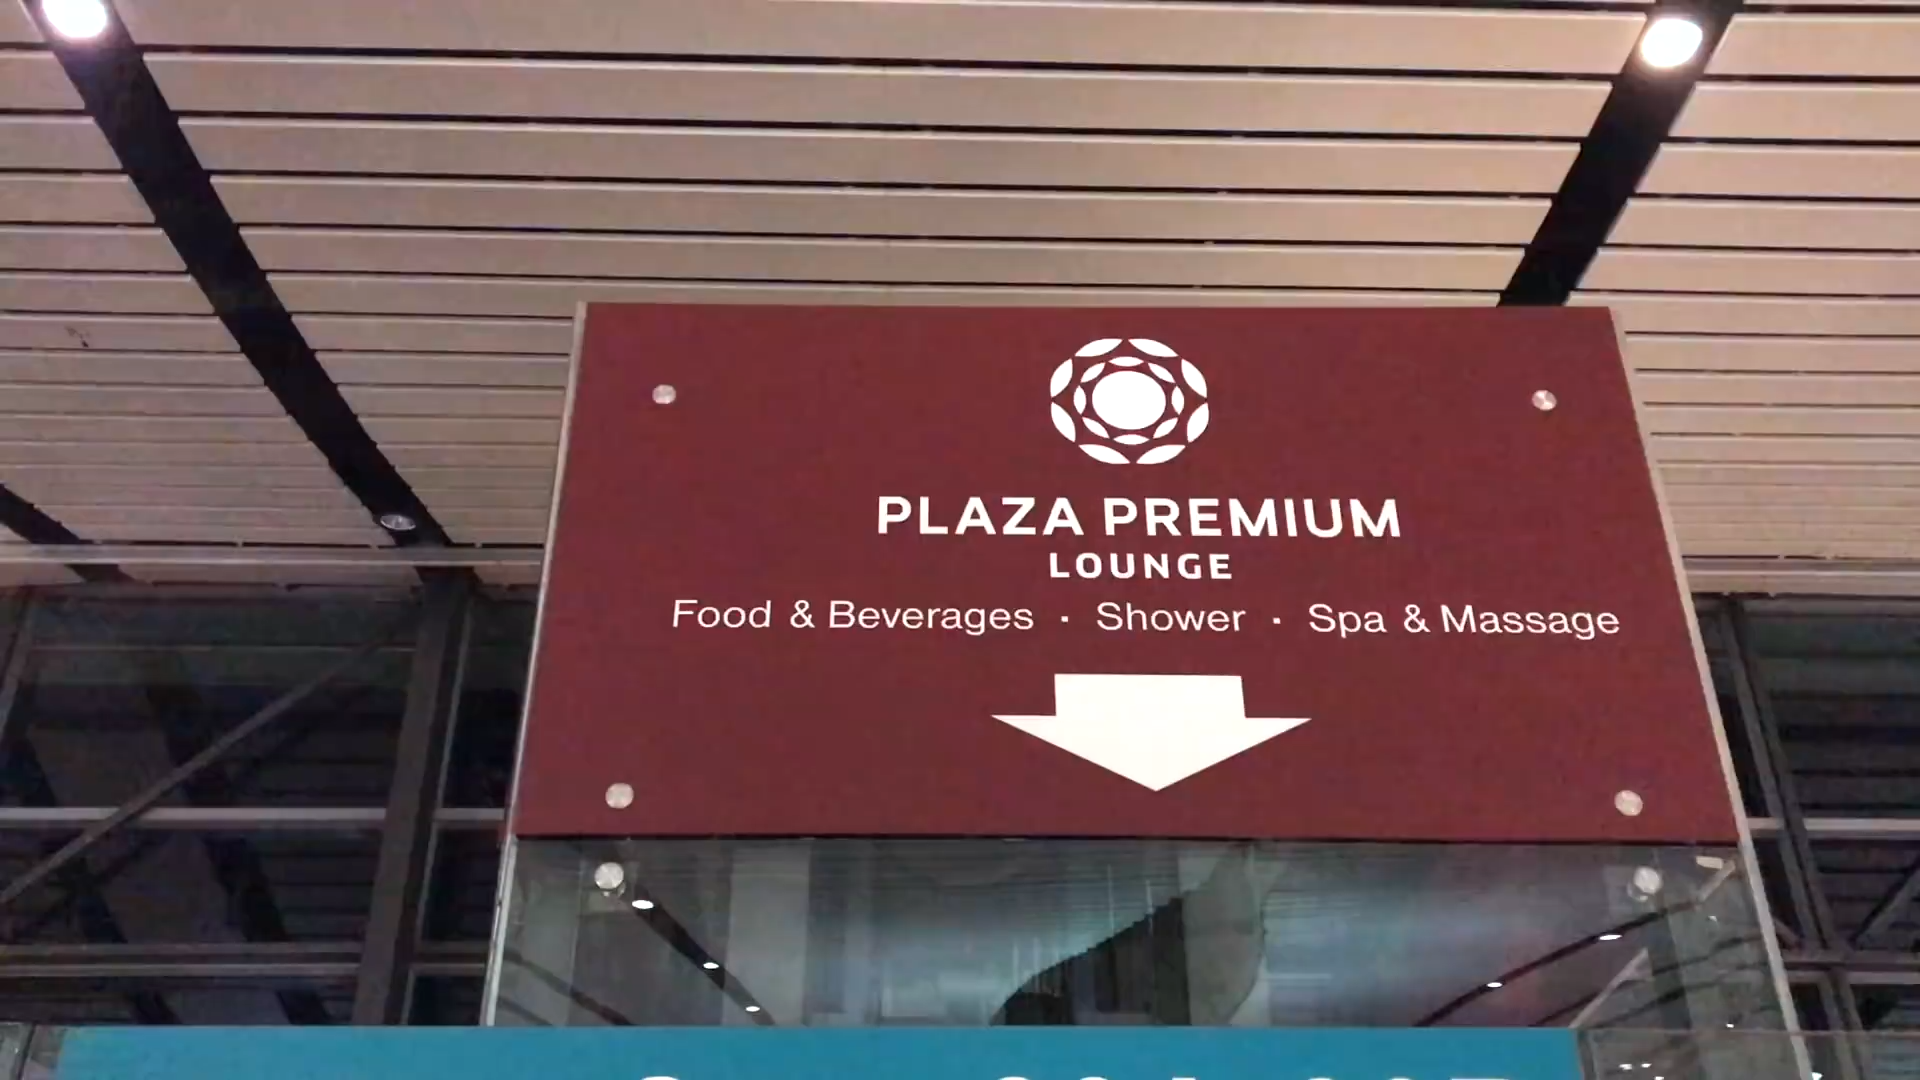 PLAZA PREMIUM
LOUNGE
Food & Beverages · Shower · Spa & Massage